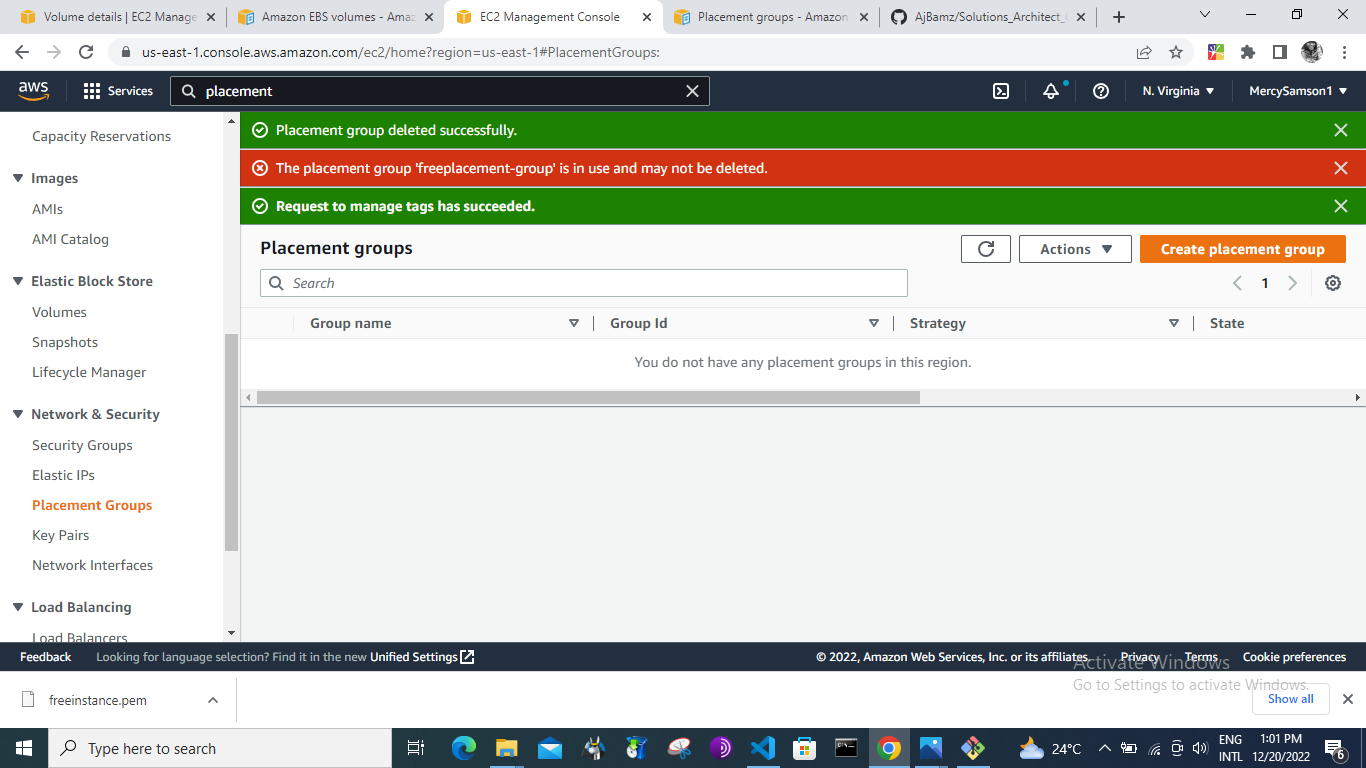 Volume details | EC2 Manage
Amazon EBS volumes - Amaz
EC2 Management Console
Placement groups - Amazon
AjBamz/Solutions_Architect_
us-east-1.console.aws.amazon.com/ec2/home?region=us-east-1#PlacementGroups:
aws
Services
placement
N. Virginia
MercySamson1
Capacity Reservations
Images
AMIs
AMI Catalog
Elastic Block Store
Volumes
Snapshots
Lifecycle Manager
Network & Security
Security Groups
Elastic IPs
Placement Groups
Key Pairs
Network Interfaces
Load Balancing
Load Balancers
Placement group deleted successfully.
The placement group 'freeplacement-group' is in use and may not be deleted.
Request to manage tags has succeeded.
Placement groups
Actions
Create placement group
Search
1
Group name
Group Id
Strategy
State
You do not have any placement groups in this region.
Feedback
Looking for language selection? Find it in the new Unified Settings
© 2022, Amazon Web Services, Inc. or its affiliates.
Privacy
Terms
Cookie preferences
Activate Windows
Go to Settings to activate Windows.
freeinstance.pem
Show all
Type here to search
24°C
ENG
INTL
1:01 PM
12/20/2022
6